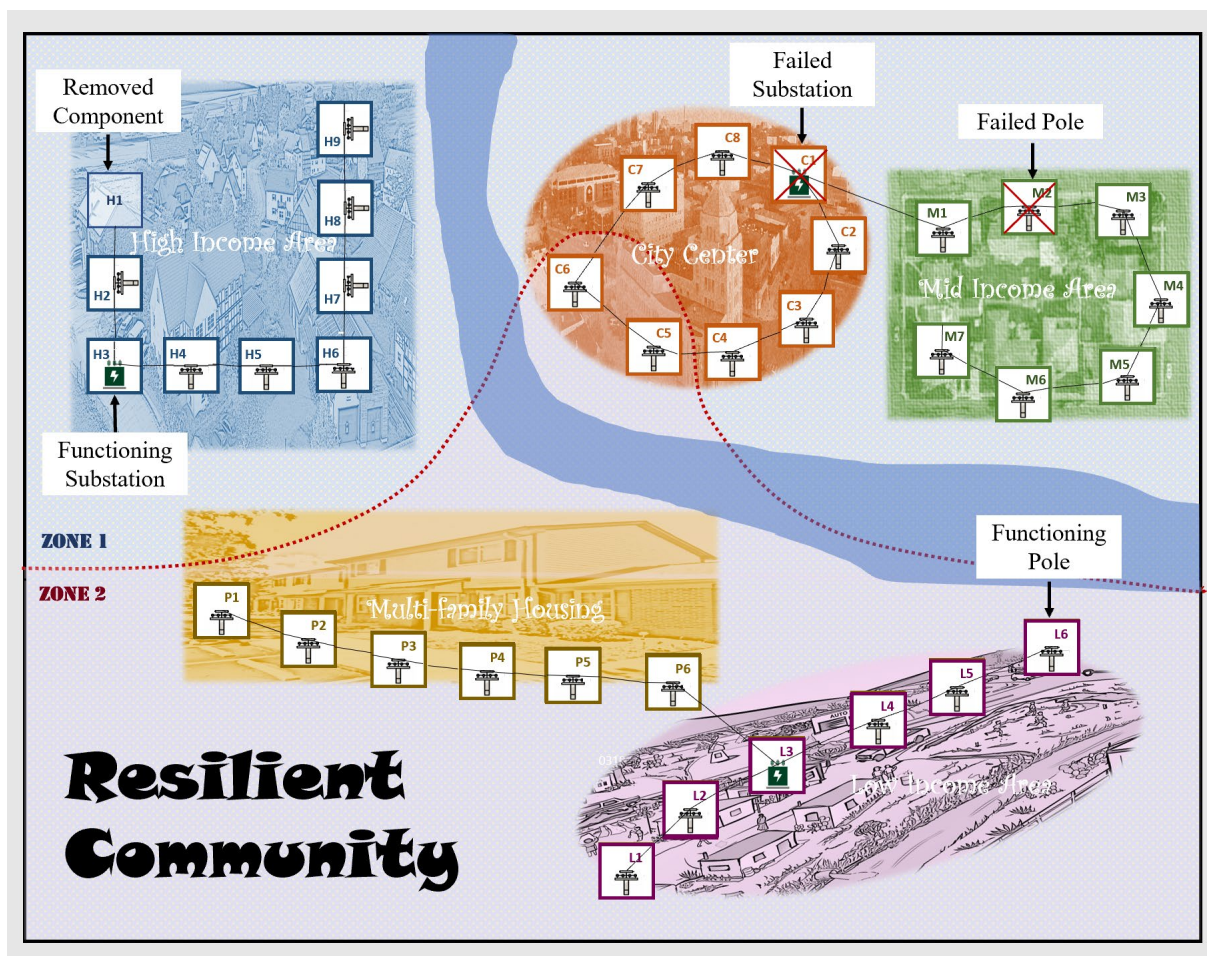 Removed
Component
H1
H2
H3
H4
H5
H6
H7
H8
H9
High Income Area
Functioning
Substation
Failed
Substation
C1
C2
C3
C4
C5
C6
C7
C8
City Center
Failed Pole
M1
M2
M3
M4
M5
M6
M7
Mid Income Area
ZONE 1
ZONE 2
P1
P2
P3
P4
P5
P6
Multi-family Housing
Functioning
Pole
L1
L2
L3
L4
L5
L6
AUTO
Low Income Area
Resilient
Community